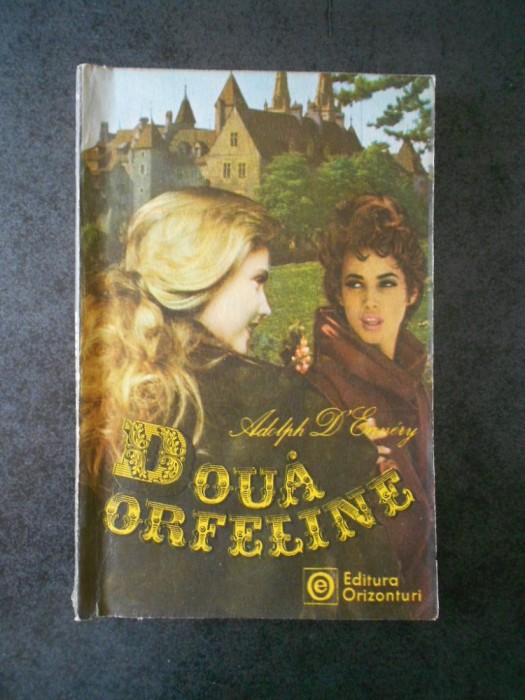 Adolph D'Ennery
DOUĂ
ORFELINE
e
Editura
Orizonturi